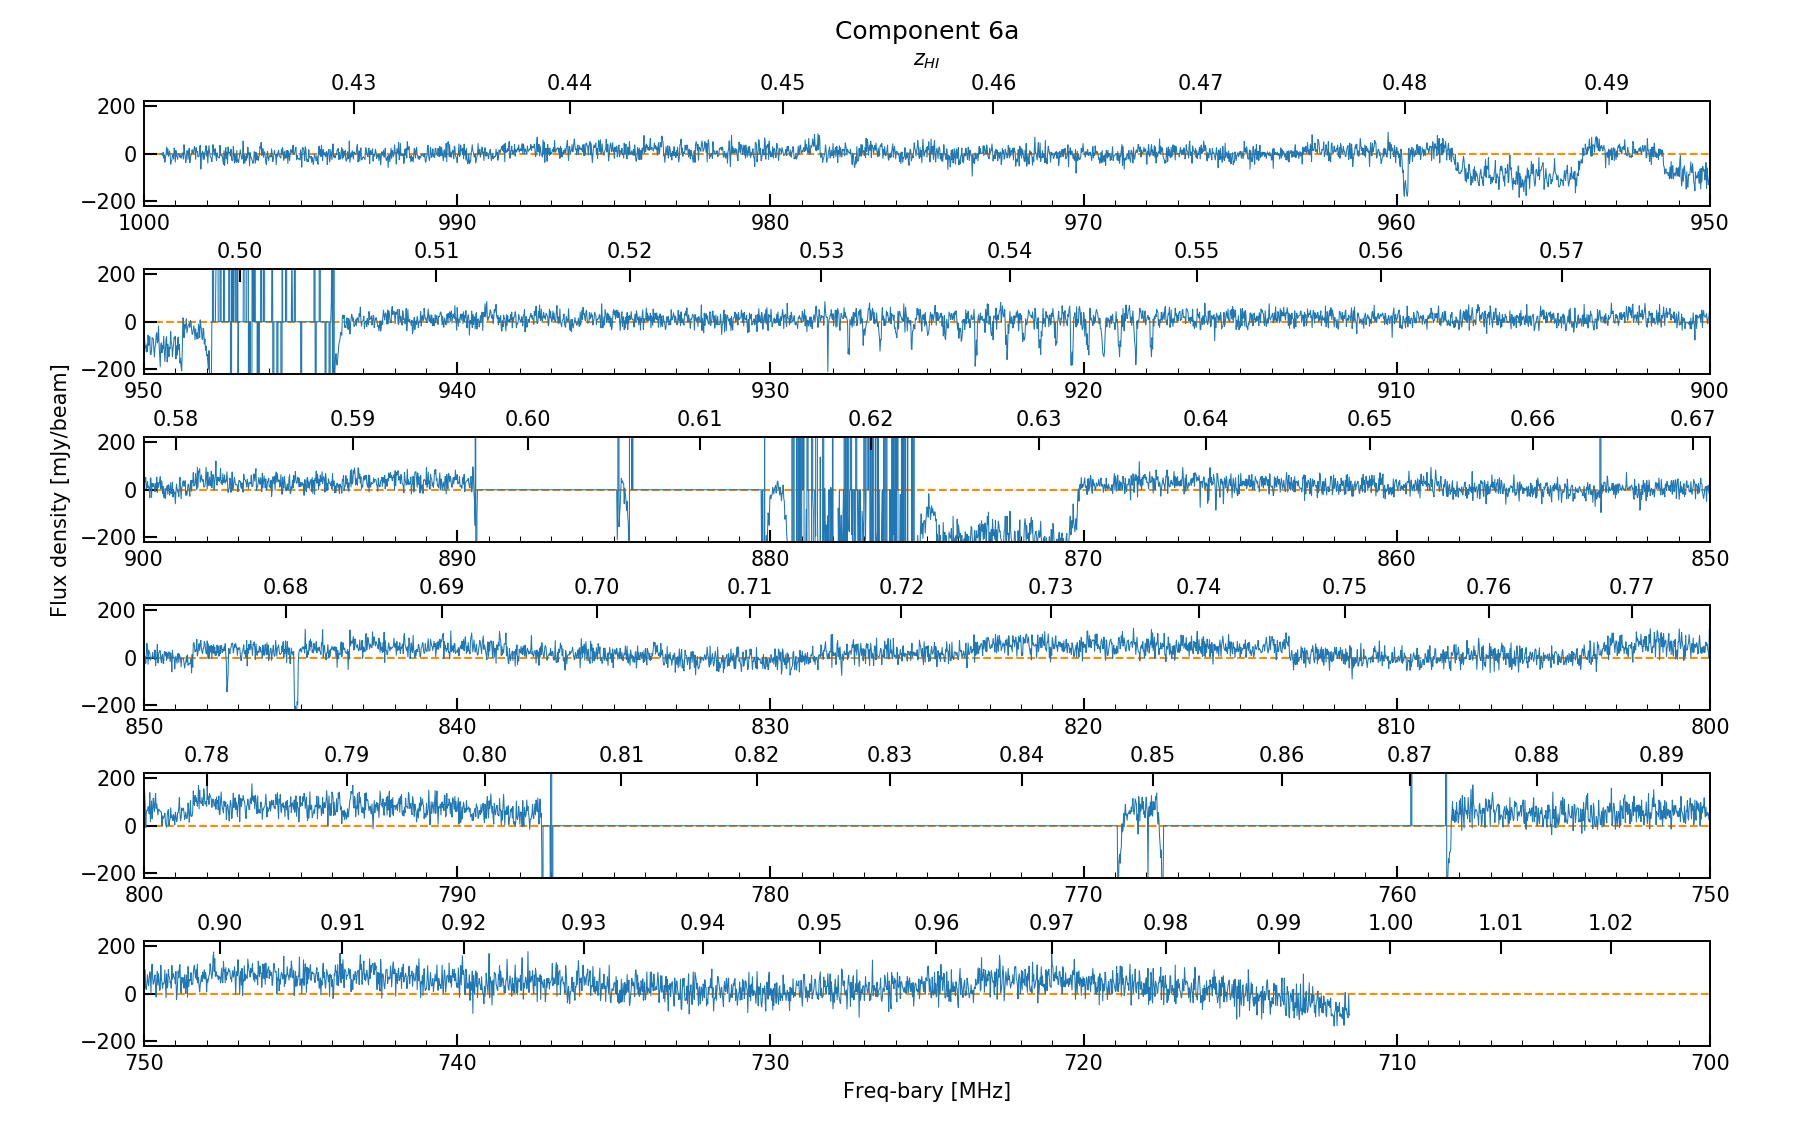 Component 6a
z_HI
0.43 0.44 0.45 0.46 0.47 0.48 0.49
200
0
−200
1000 990 980 970 960 950
0.50 0.51 0.52 0.53 0.54 0.55 0.56 0.57
200
0
−200
950 940 930 920 910 900
0.58 0.59 0.60 0.61 0.62 0.63 0.64 0.65 0.66 0.67
200
0
−200
900 890 880 870 860 850
Flux density [mJy/beam]
0.68 0.69 0.70 0.71 0.72 0.73 0.74 0.75 0.76 0.77
200
0
−200
850 840 830 820 810 800
0.78 0.79 0.80 0.81 0.82 0.83 0.84 0.85 0.86 0.87 0.88 0.89
200
0
−200
800 790 780 770 760 750
0.90 0.91 0.92 0.93 0.94 0.95 0.96 0.97 0.98 0.99 1.00 1.01 1.02
200
0
−200
750 740 730 720 710 700
Freq-bary [MHz]